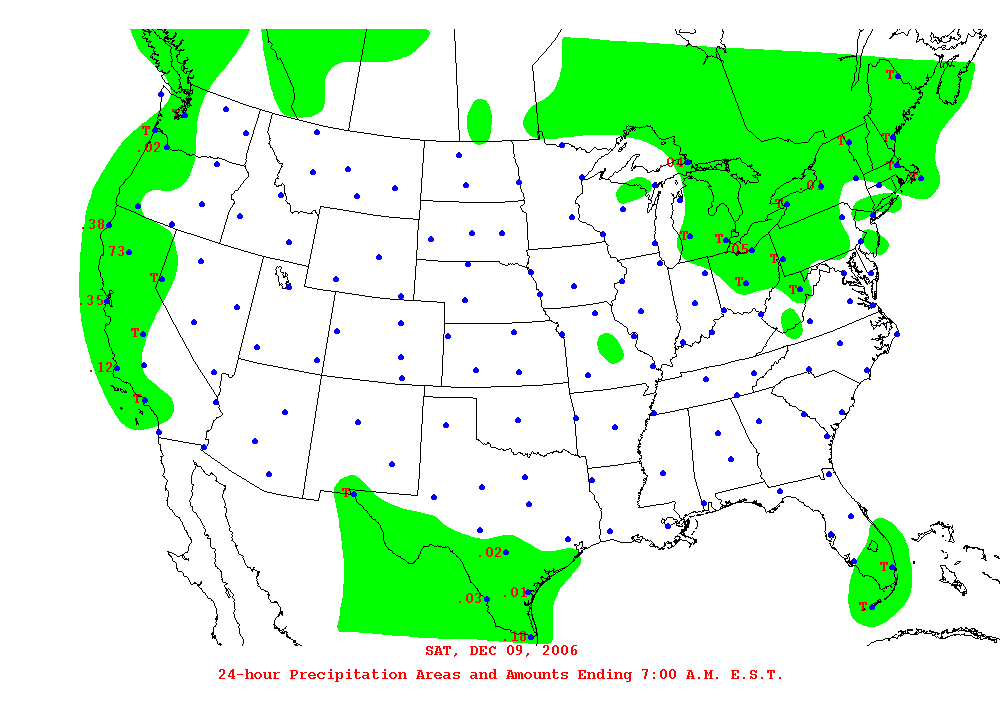 T
T
T
.02
T
T
.04
T
.0
T
T
.38
T
T
.05
.73
T
T
T
T
.35
T
.12
T
T
.02
T
.01
.03
T
.16
SAT, DEC 09, 2006
24-hour Precipitation Areas and Amounts Ending 7:00 A.M. E.S.T.